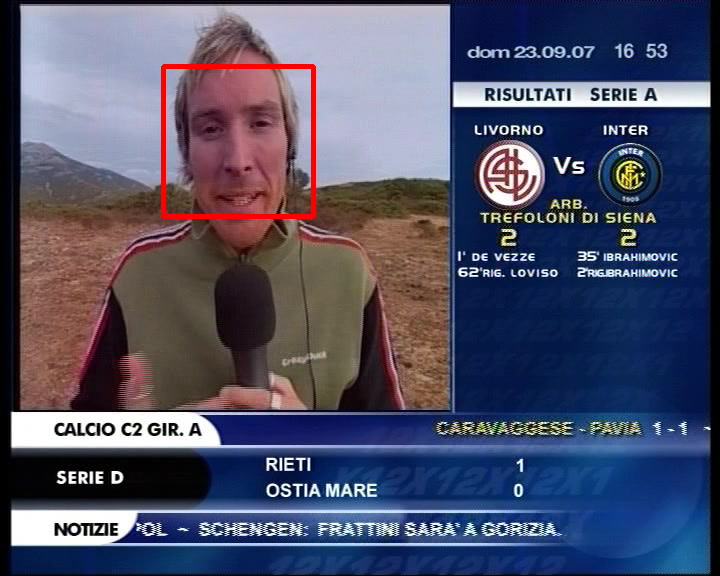 dom 23.09.07 16 53
RISULTATI SERIE A
LIVORNO INTER
Vs
INTER
1908
ARB.
TREFOLONI DI SIENA
2 2
1' DE VEZZE 35' IBRAHIMOVIC
62'RIG. LOVISO 2'RIG.IBRAHIMOVIC
CALCIO C2 GIR. A CARAVAGGESE - PAVIA 1 - 1 ~
SERIE D
RIETI 1
OSTIA MARE 0
NOTIZIE POL ~ SCHENGEN: FRATTINI SARA' A GORIZIA.